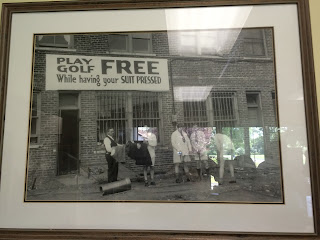 PLAY GOLF FREE
While having your SUIT PRESSED